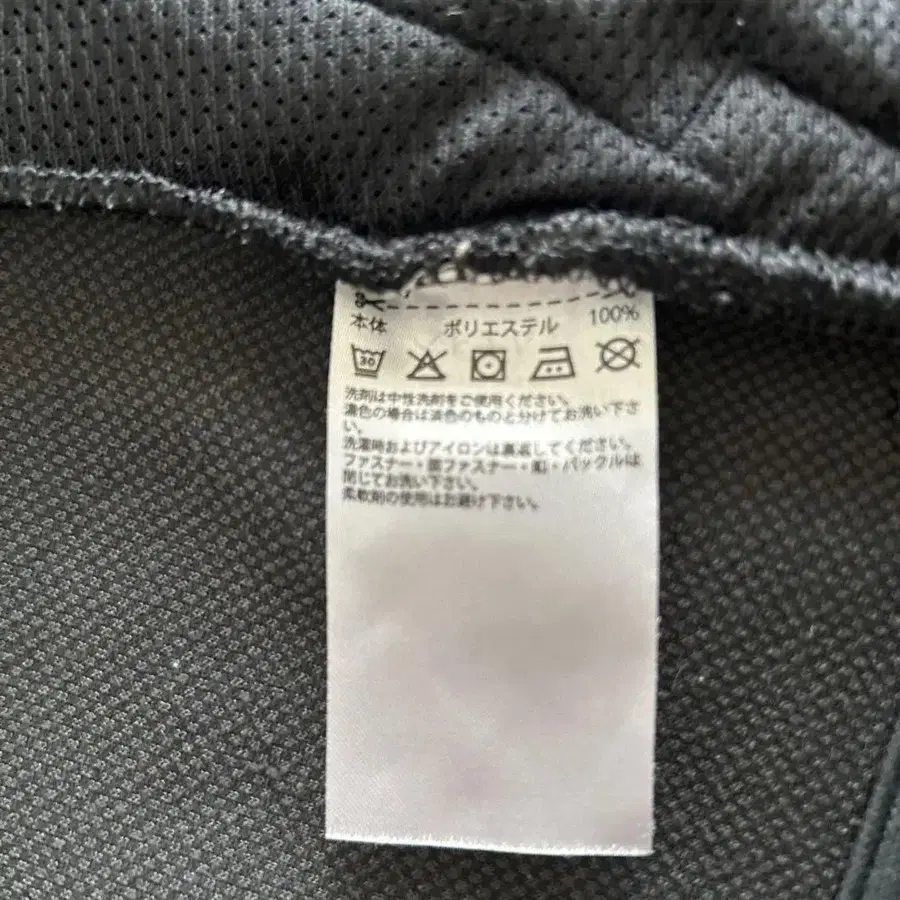 本体 ポリエステル 100%
30
洗剤は中性洗剤をご使用ください。
濃色の場合は淡色のものと分けてお洗い下さ
い。
洗濯時およびアイロンは裏返してください。
ファスナー・面ファスナー・釦・バックルは
閉じてお洗い下さい。
柔軟剤の使用はお避け下さい。